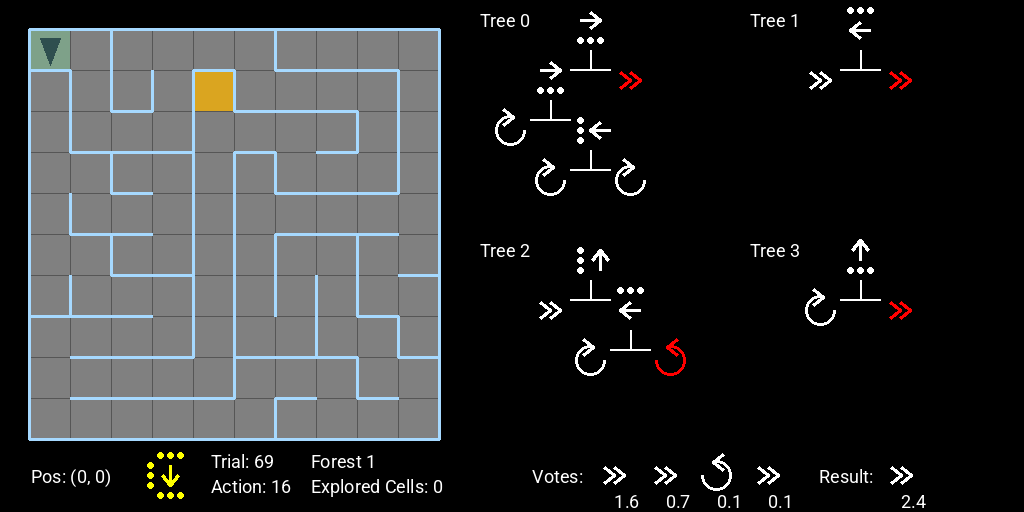 Tree 0
Tree 1
Tree 2
Tree 3
Pos: (0, 0)
Trial: 69
Forest 1
Action: 16
Explored Cells: 0
Votes:
1.6
0.7
0.1
0.1
Result:
2.4